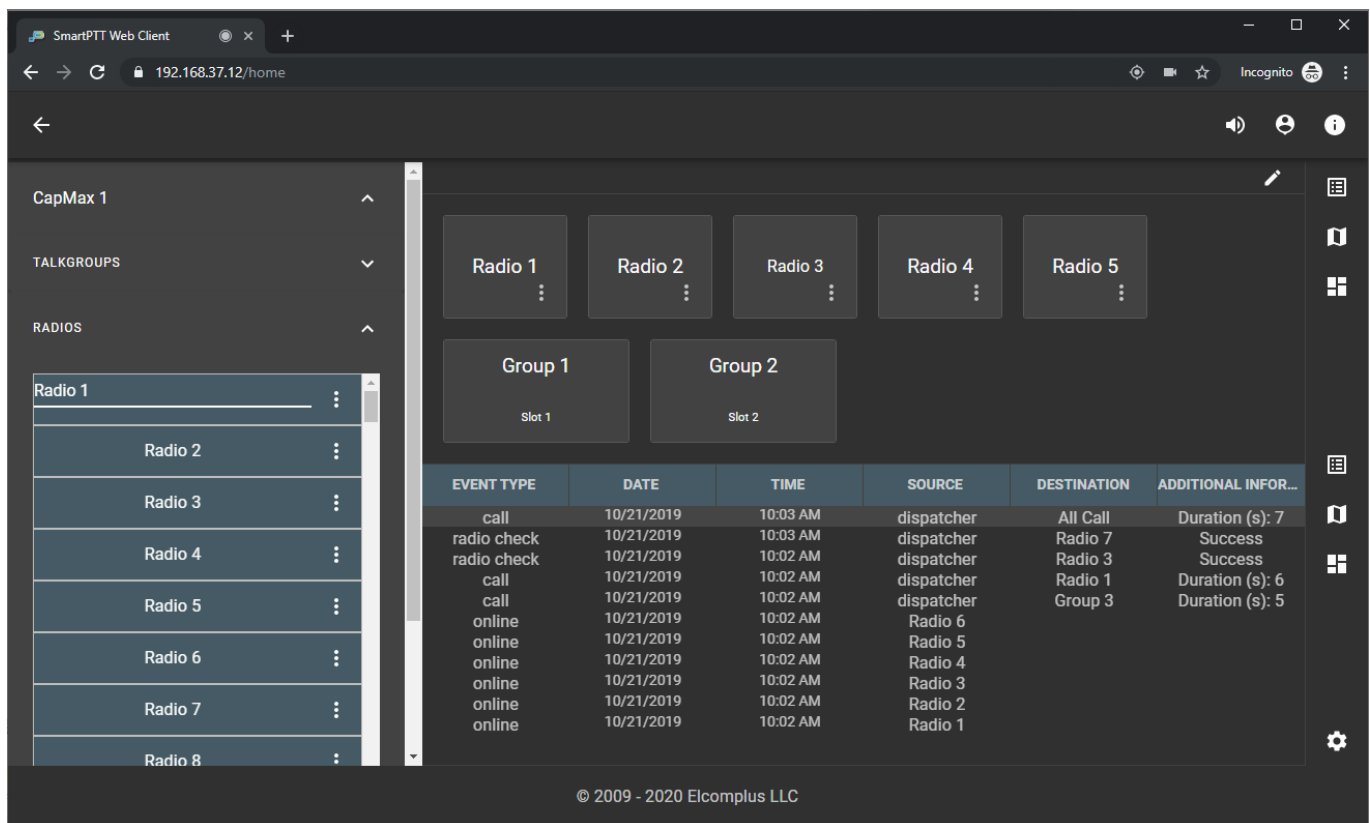 SmartPTT Web Client
192.168.37.12/home
Incognito
CapMax 1
TALKGROUPS
RADIOS
Radio 1
Radio 2
Radio 3
Radio 4
Radio 5
Radio 6
Radio 7
Radio 8
Radio 1 Radio 2 Radio 3 Radio 4 Radio 5
Group 1 Group 2
Slot 1 Slot 2
EVENT TYPE DATE TIME SOURCE DESTINATION ADDITIONAL INFOR...
call 10/21/2019 10:03 AM dispatcher All Call Duration (s): 7
radio check 10/21/2019 10:03 AM dispatcher Radio 7 Success
radio check 10/21/2019 10:02 AM dispatcher Radio 3 Success
call 10/21/2019 10:02 AM dispatcher Radio 1 Duration (s): 6
call 10/21/2019 10:02 AM dispatcher Group 3 Duration (s): 5
online 10/21/2019 10:02 AM Radio 6
online 10/21/2019 10:02 AM Radio 5
online 10/21/2019 10:02 AM Radio 4
online 10/21/2019 10:02 AM Radio 3
online 10/21/2019 10:02 AM Radio 2
online 10/21/2019 10:02 AM Radio 1
© 2009 - 2020 Elcomplus LLC